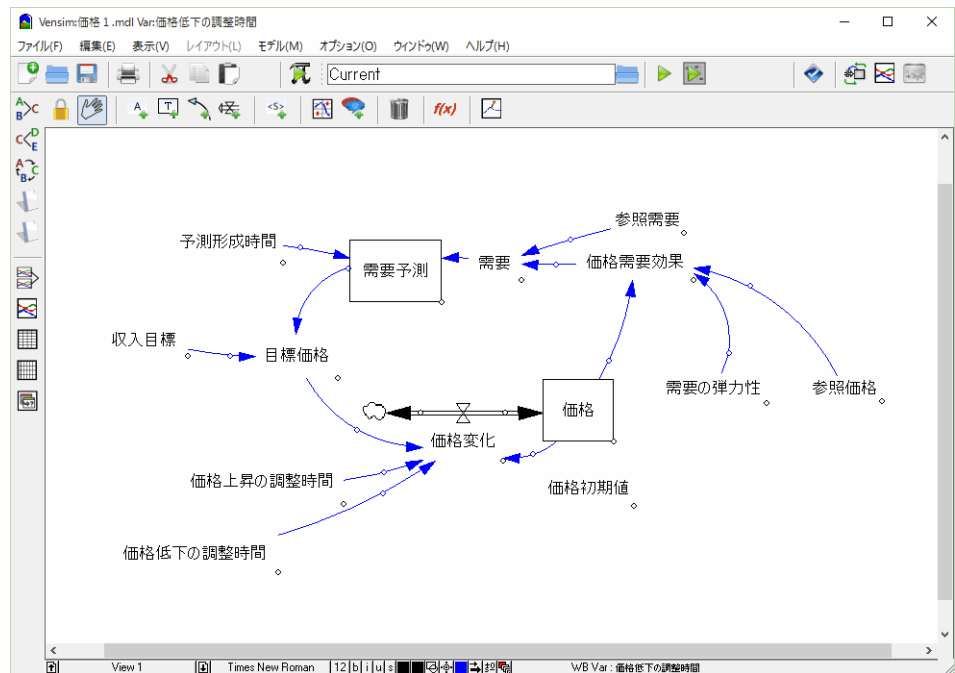 Vensim:価格１.mdl Var:価格低下の調整時間
ファイル(F) 編集(E) 表示(V) レイアウト(L) モデル(M) オプション(O) ウィンドゥ(W) ヘルプ(H)
Current
A B C A T <S> f(x)
C D E
A B C
参照需要
予測形成時間
需要予測
需要
価格需要効果
収入目標
目標価格
需要の弾力性
参照価格
価格
価格変化
価格上昇の調整時間
価格初期値
価格低下の調整時間
View 1 Times New Roman 12 b i u s WB Var : 価格低下の調整時間